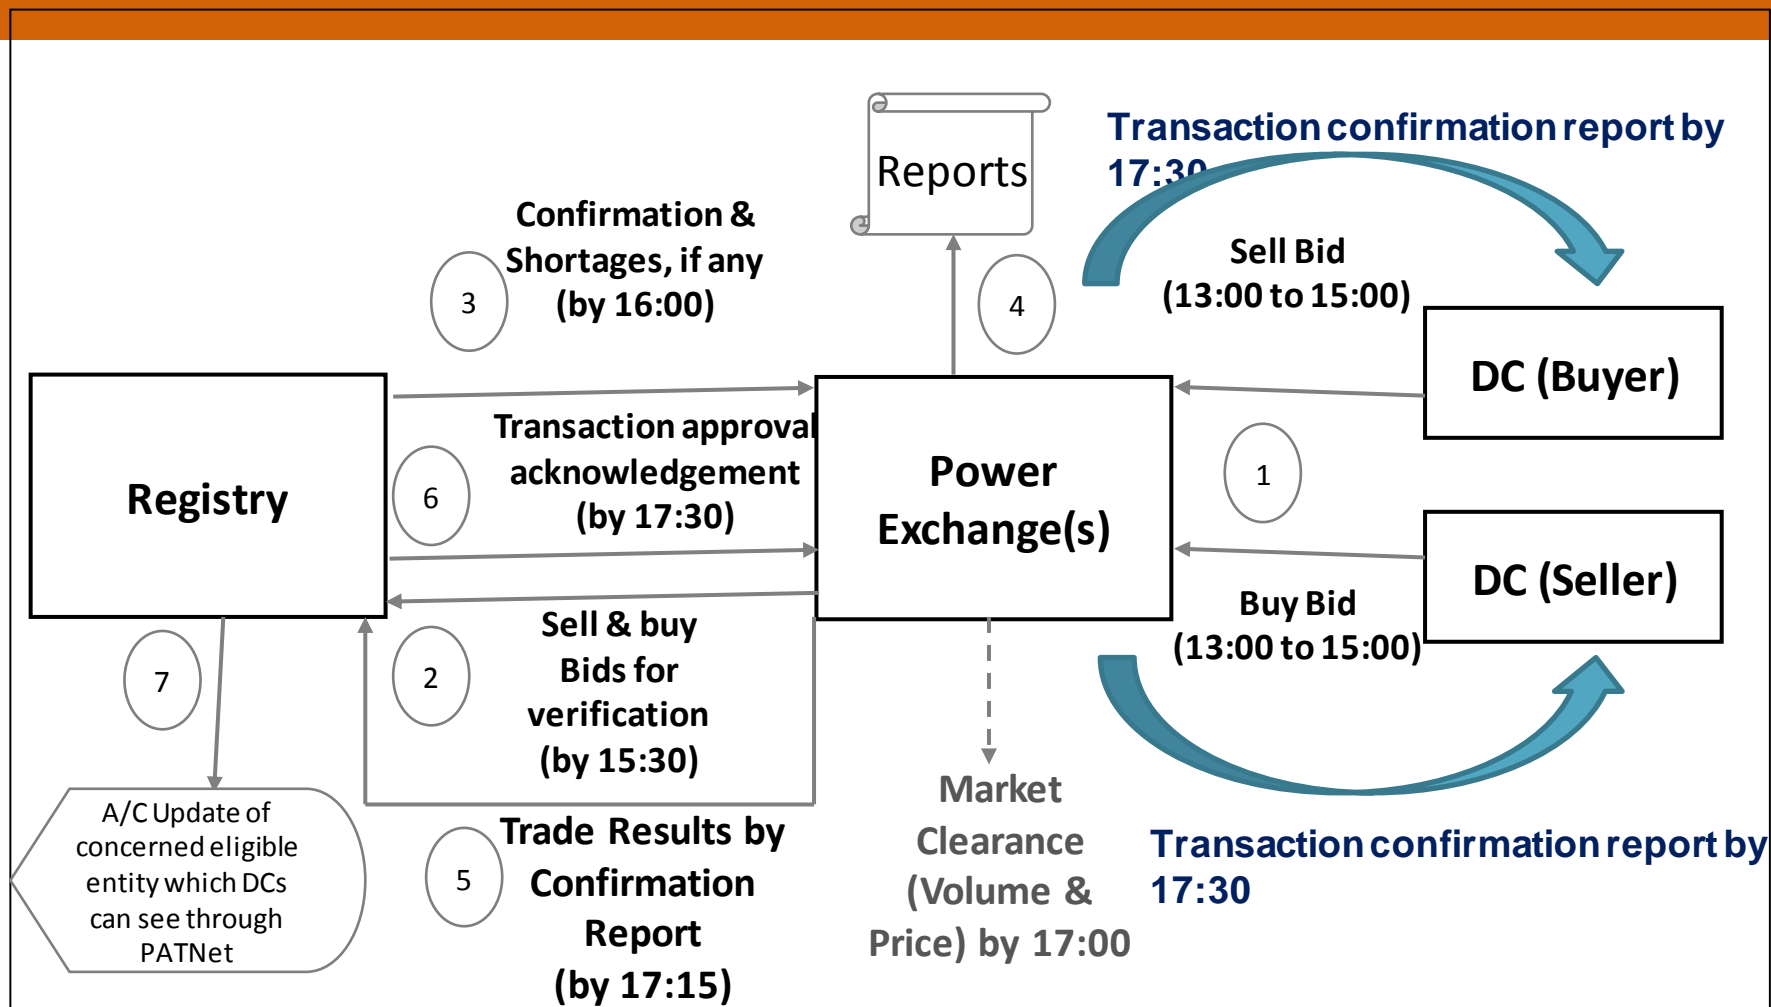 Reports
Transaction confirmation report by
17:30
Confirmation &
Shortages, if any
(by 16:00)
3
4
Sell Bid
(13:00 to 15:00)
DC (Buyer)
Registry
Transaction approval
acknowledgement
(by 17:30)
6
Power
Exchange(s)
1
DC (Seller)
Buy Bid
(13:00 to 15:00)
7
2
Sell & buy
Bids for
verification
(by 15:30)
A/C Update of
concerned eligible
entity which DCs
can see through
PATNet
5
Trade Results by
Confirmation
Report
(by 17:15)
Market
Clearance
(Volume &
Price) by 17:00
Transaction confirmation report by
17:30